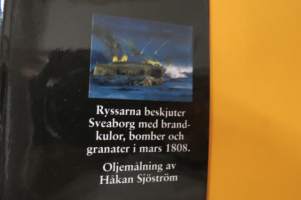 Ryssarna beskjuter
Sveaborg med brand-
kulor, bomber och
granater i mars 1808.
Oljemålning av
Håkan Sjöström